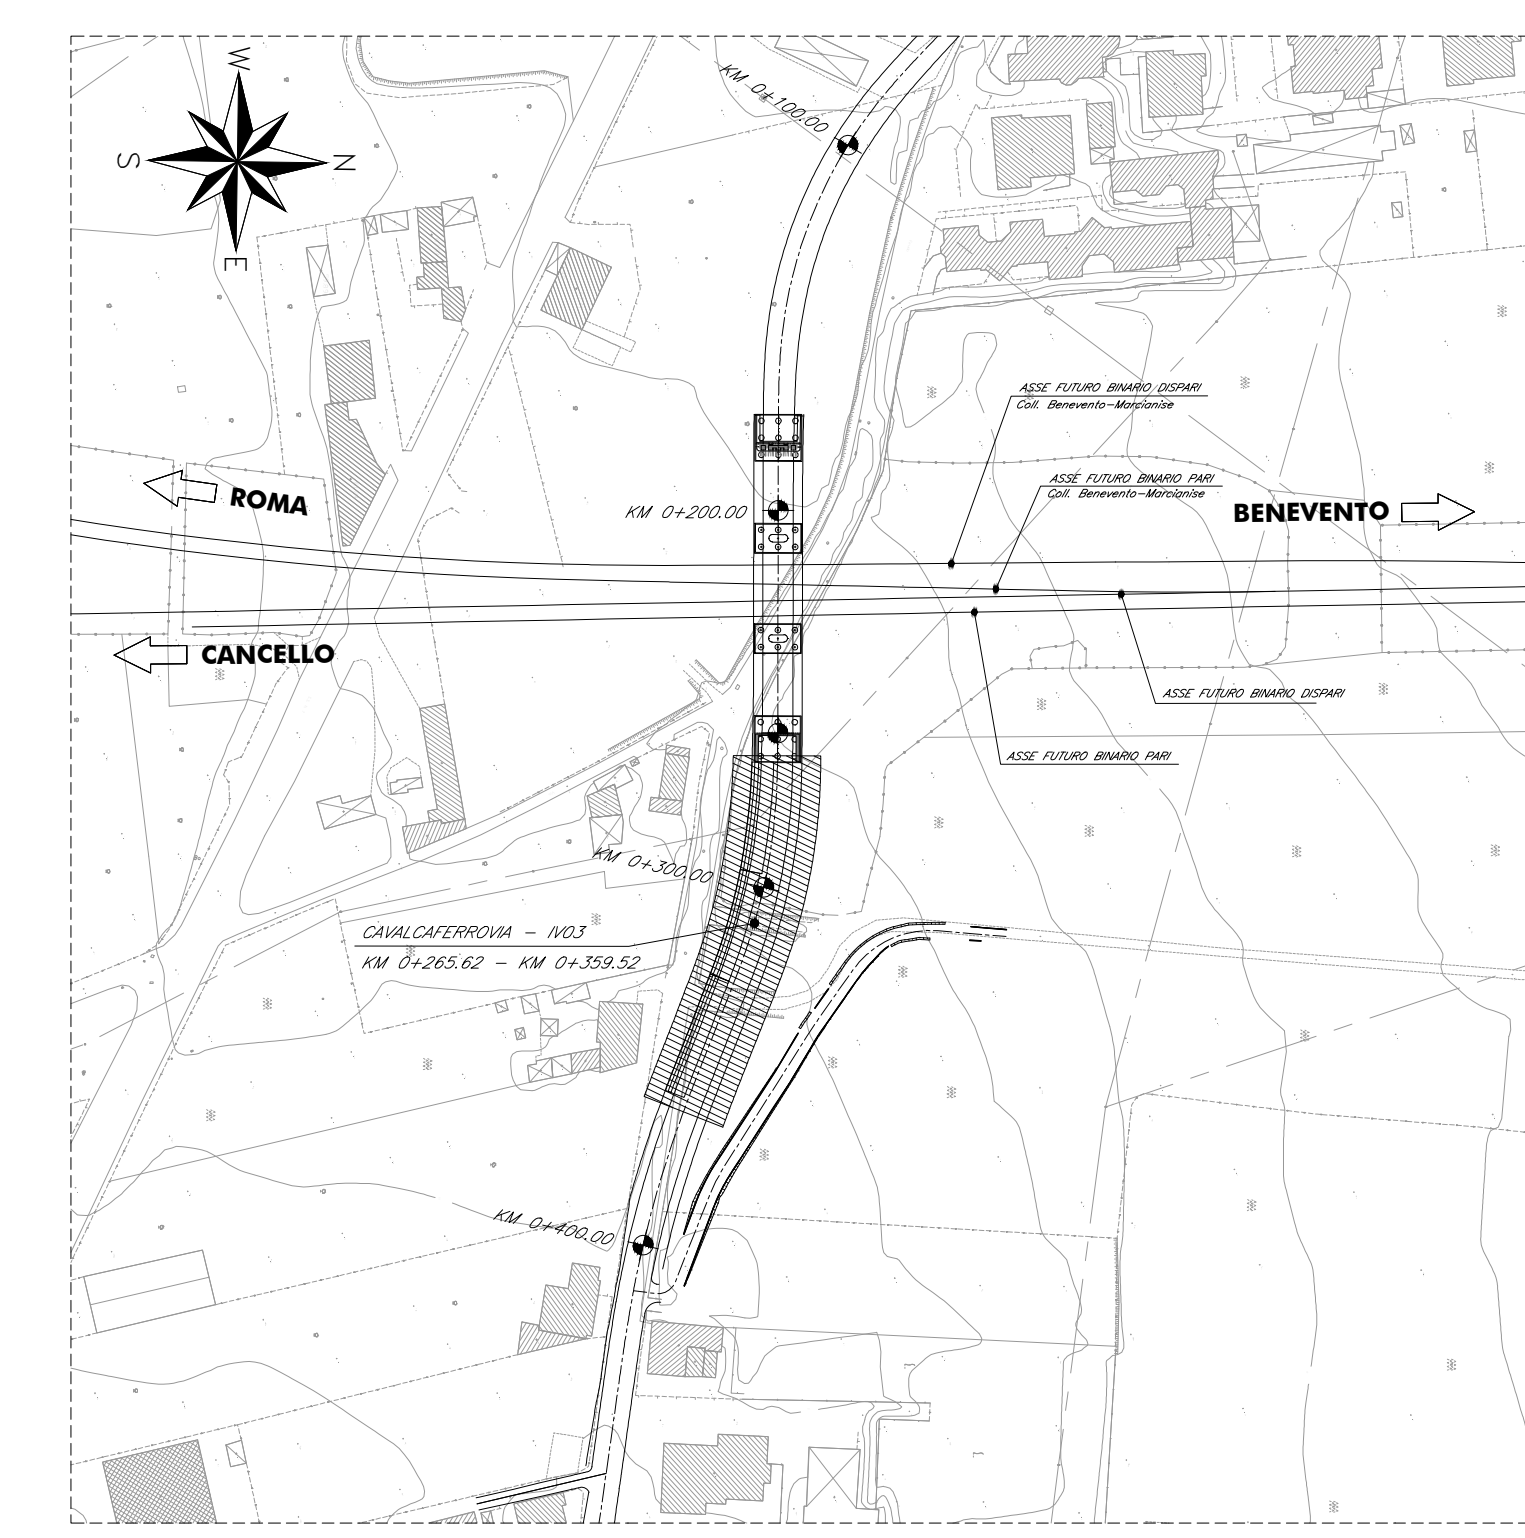 W
S
N
E
KM 0+100.00
ASSE FUTURO BINARIO DISPARI
Coll. Benevento-Marcianise
ASSE FUTURO BINARIO PARI
Coll. Benevento-Marcianise
ROMA
KM 0+200.00
BENEVENTO
CANCELLO
ASSE FUTURO BINARIO DISPARI
ASSE FUTURO BINARIO PARI
KM 0+300.00
CAVALCAFERROVIA - IV03
KM 0+265.62 - KM 0+359.52
KM 0+400.00